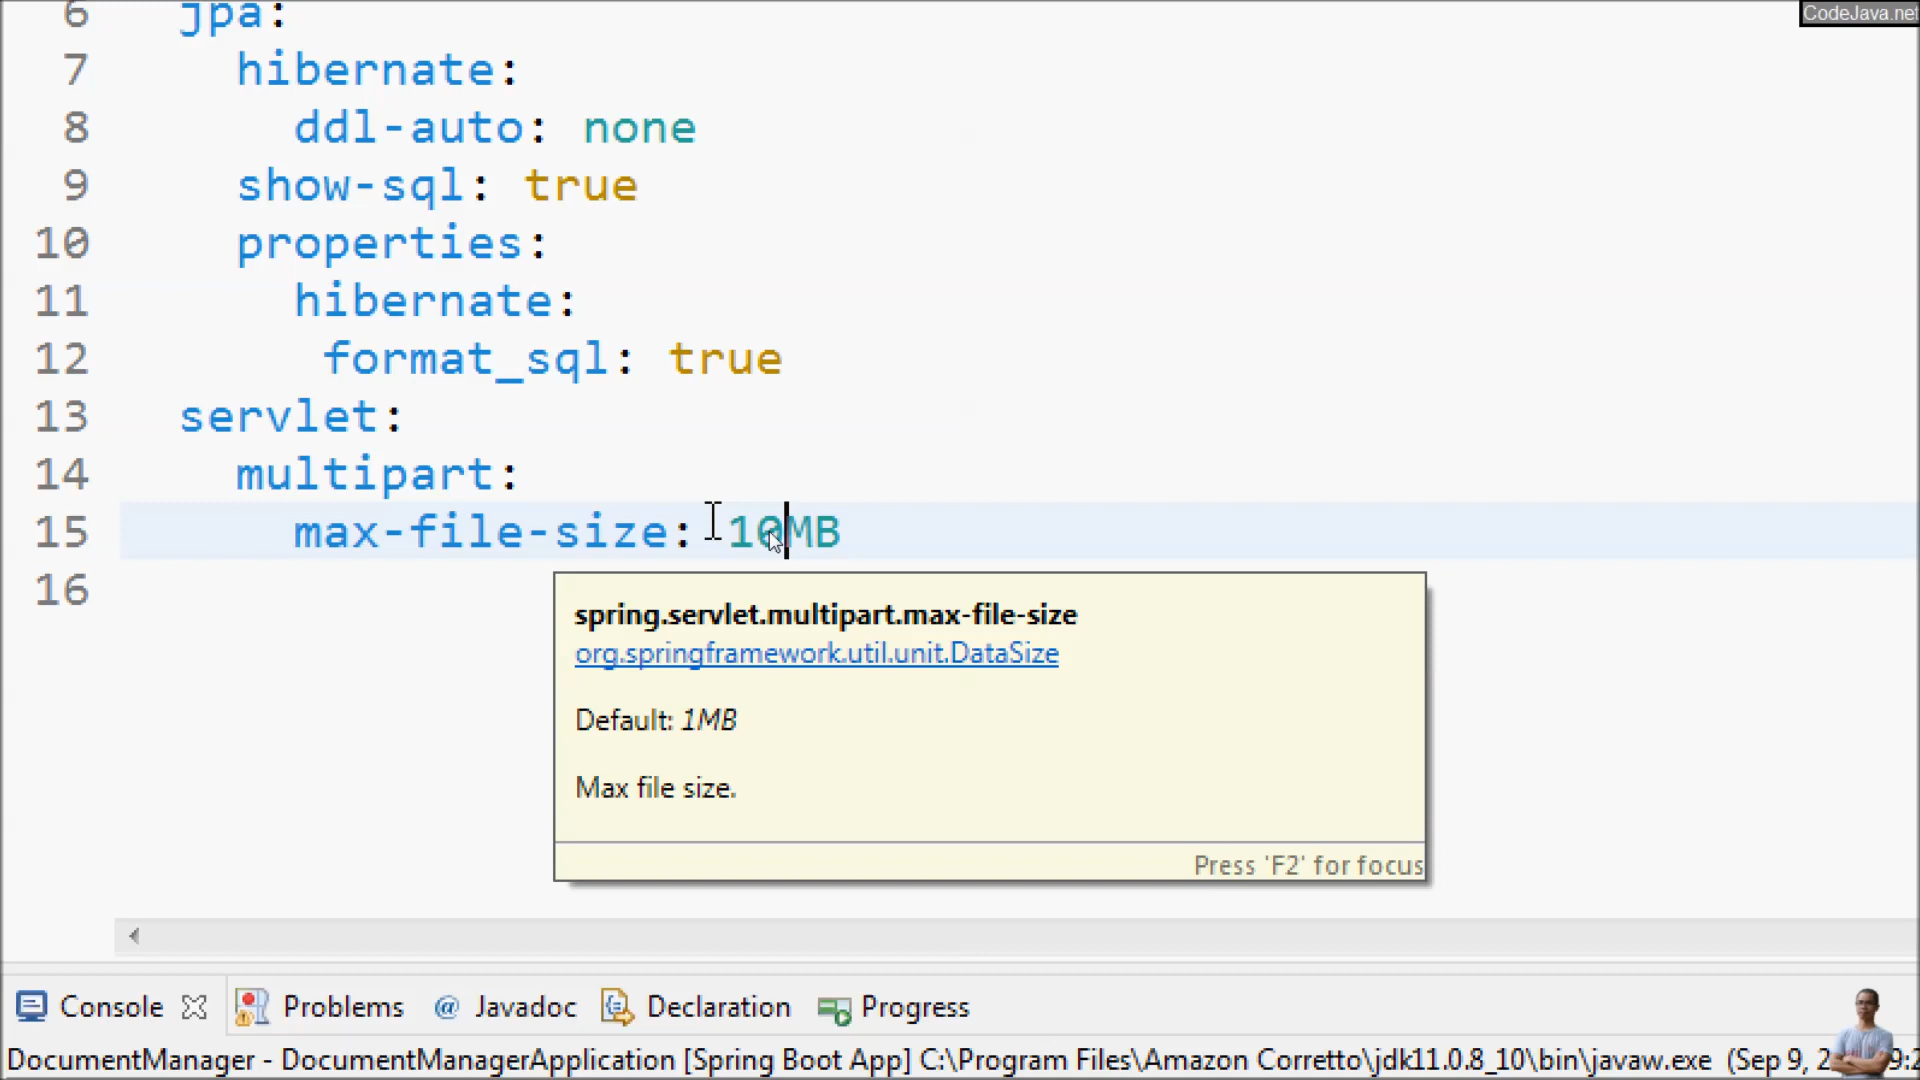 CodeJava.net
6 jpa:
7 hibernate:
8 ddl-auto: none
9 show-sql: true
10 properties:
11 hibernate:
12 format_sql: true
13 servlet:
14 multipart:
15 max-file-size: 10MB
16
spring.servlet.multipart.max-file-size
org.springframework.util.unit.DataSize
Default: 1MB
Max file size.
Press 'F2' for focus
Console Problems @ Javadoc Declaration Progress
DocumentManager - DocumentManagerApplication [Spring Boot App] C:\Program Files\Amazon Corretto\jdk11.0.8_10\bin\javaw.exe (Sep 9, 2